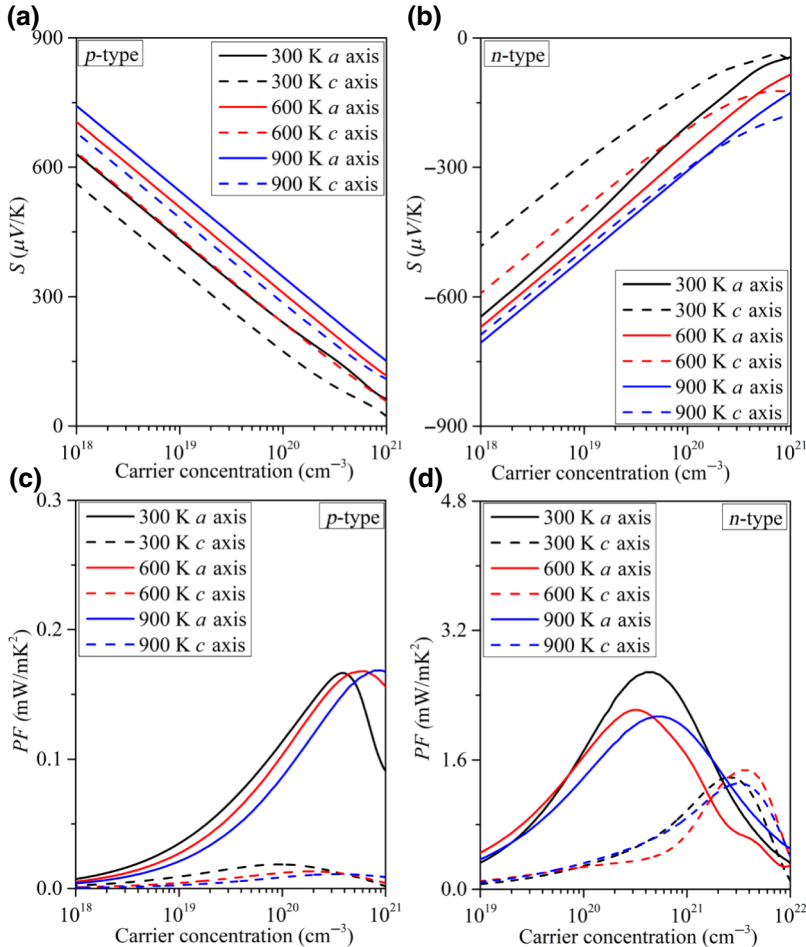 (a)
900
600
300
0
S (μV/K)
p-type
300 K a axis
300 K c axis
600 K a axis
600 K c axis
900 K a axis
900 K c axis
10^18
10^19
10^20
10^21
Carrier concentration (cm^−3)
(b)
0
−300
−600
−900
S (μV/K)
n-type
300 K a axis
300 K c axis
600 K a axis
600 K c axis
900 K a axis
900 K c axis
10^18
10^19
10^20
10^21
Carrier concentration (cm^−3)
(c)
0.3
0.2
0.1
0.0
PF (mW/mK^2)
300 K a axis
300 K c axis
600 K a axis
600 K c axis
900 K a axis
900 K c axis
p-type
10^18
10^19
10^20
10^21
Carrier concentration (cm^−3)
(d)
4.8
3.2
1.6
0.0
PF (mW/mK^2)
300 K a axis
300 K c axis
600 K a axis
600 K c axis
900 K a axis
900 K c axis
n-type
10^19
10^20
10^21
10^22
Carrier concentration (cm^−3)